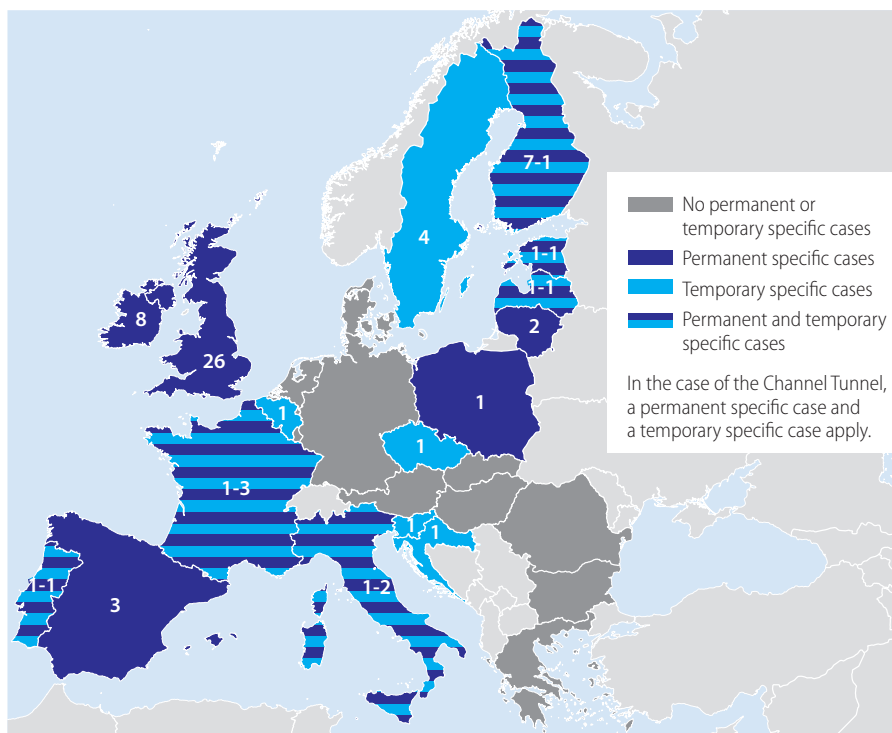 7-1
4
1-1
1-1
2
8
26
1
1
1
1-3
1
1
1-2
1-1
3
No permanent or
temporary specific cases
Permanent specific cases
Temporary specific cases
Permanent and temporary
specific cases
In the case of the Channel Tunnel,
a permanent specific case and
a temporary specific case apply.